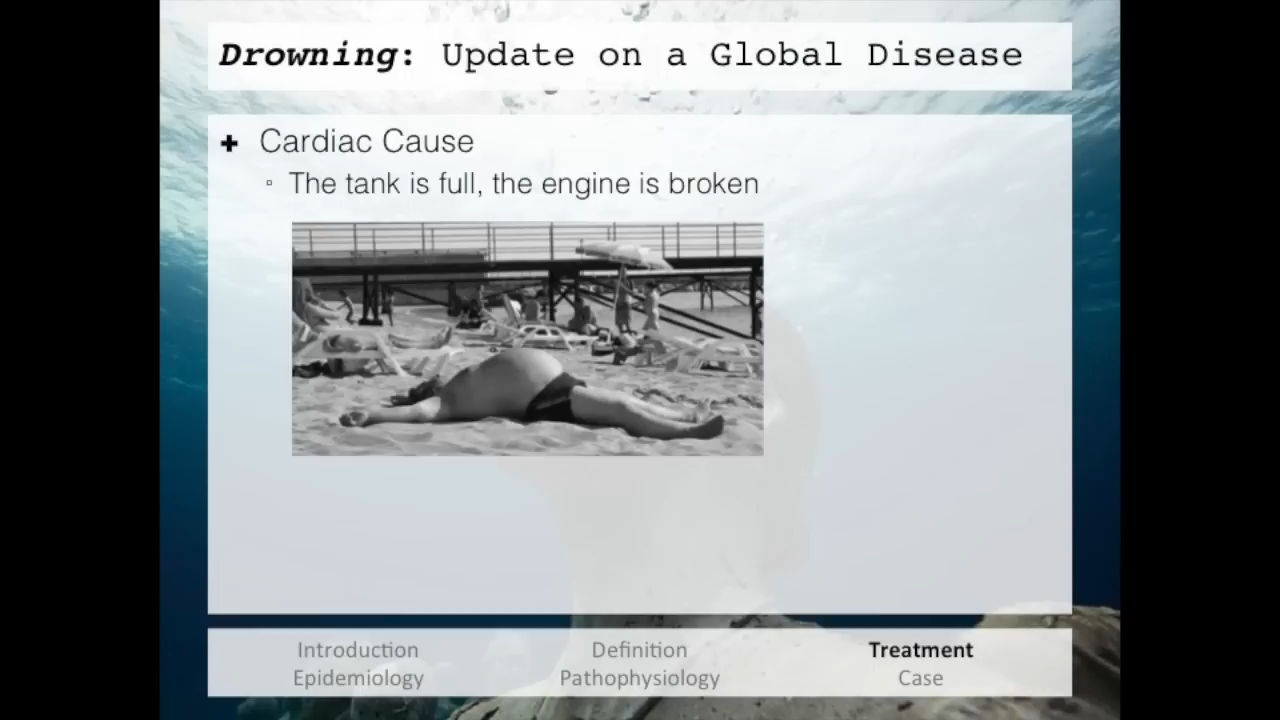 Drowning: Update on a Global Disease
Cardiac Cause
The tank is full, the engine is broken
Introduction
Epidemiology
Definition
Pathophysiology
Treatment
Case